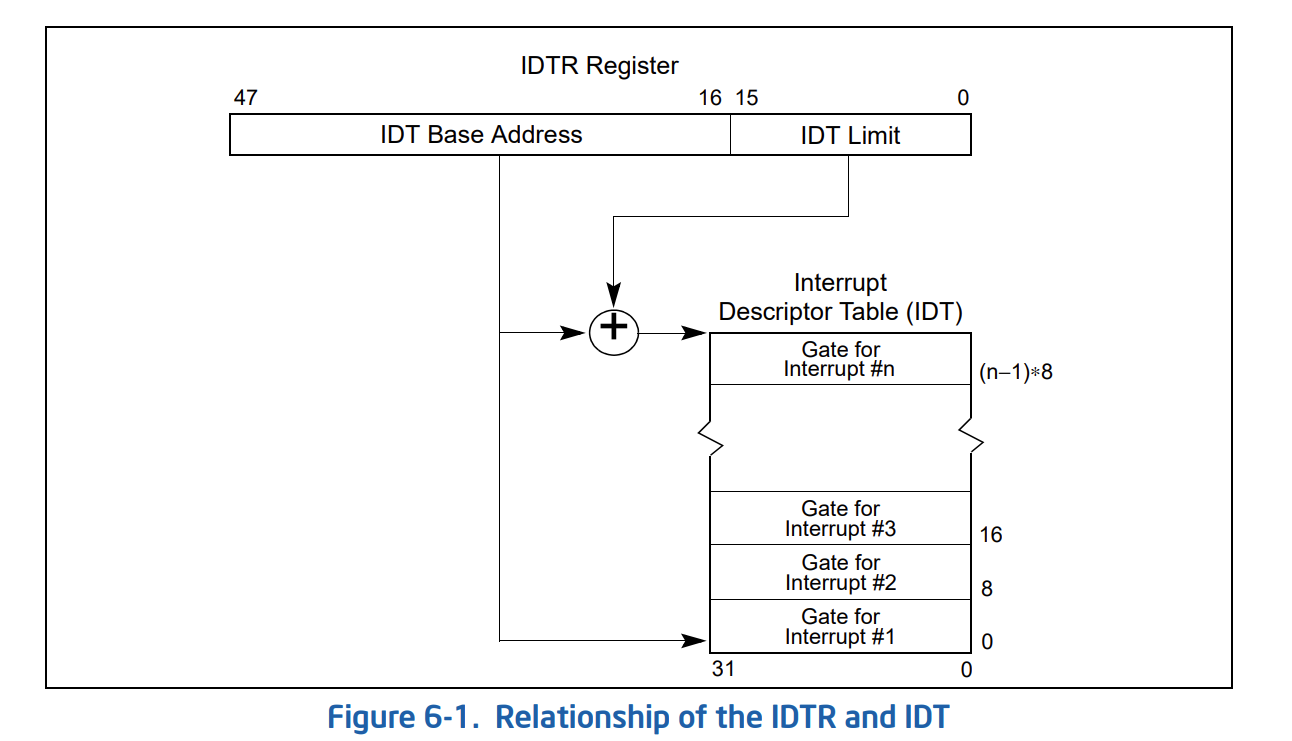 IDTR Register
47 16 15 0
IDT Base Address IDT Limit
+
Interrupt
Descriptor Table (IDT)
Gate for
Interrupt #n
(n–1)∗8
Gate for
Interrupt #3
16
Gate for
Interrupt #2
8
Gate for
Interrupt #1
0
31 0
Figure 6-1. Relationship of the IDTR and IDT